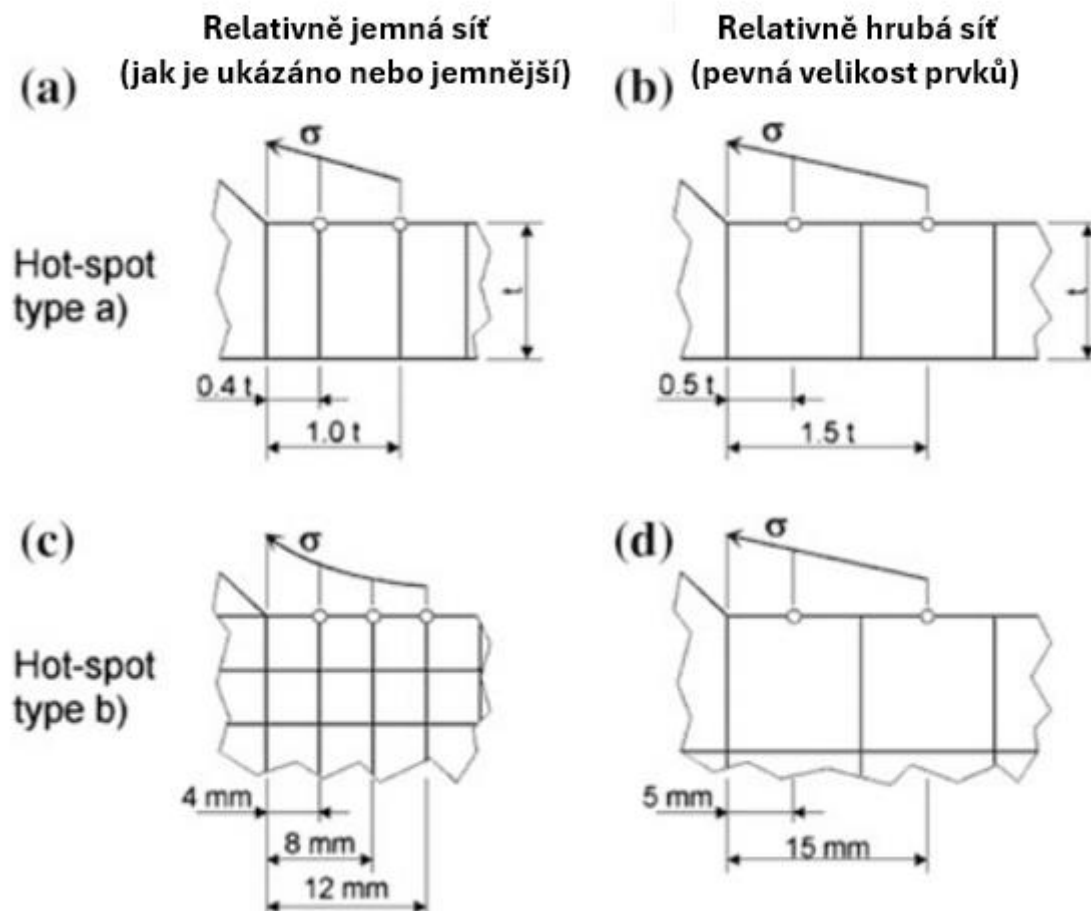 Relativně jemná síť
(jak je ukázáno nebo jemnější)
Relativně hrubá síť
(pevná velikost prvků)
(a)
σ
Hot-spot
type a)
t
0.4 t
1.0 t
(b)
σ
t
0.5 t
1.5 t
(c)
σ
Hot-spot
type b)
4 mm
8 mm
12 mm
(d)
σ
5 mm
15 mm